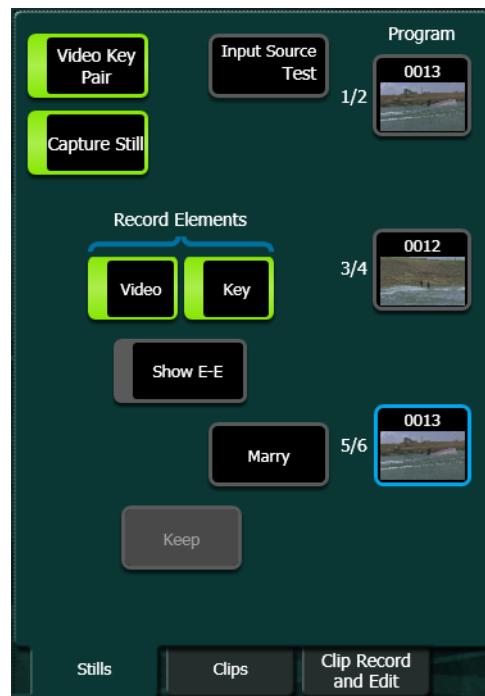 Program
Video Key
Pair
Input Source
Test
1/2
0013
Capture Still
Record Elements
Video
Key
3/4
0012
Show E-E
Marry
5/6
0013
Keep
Stills
Clips
Clip Record
and Edit